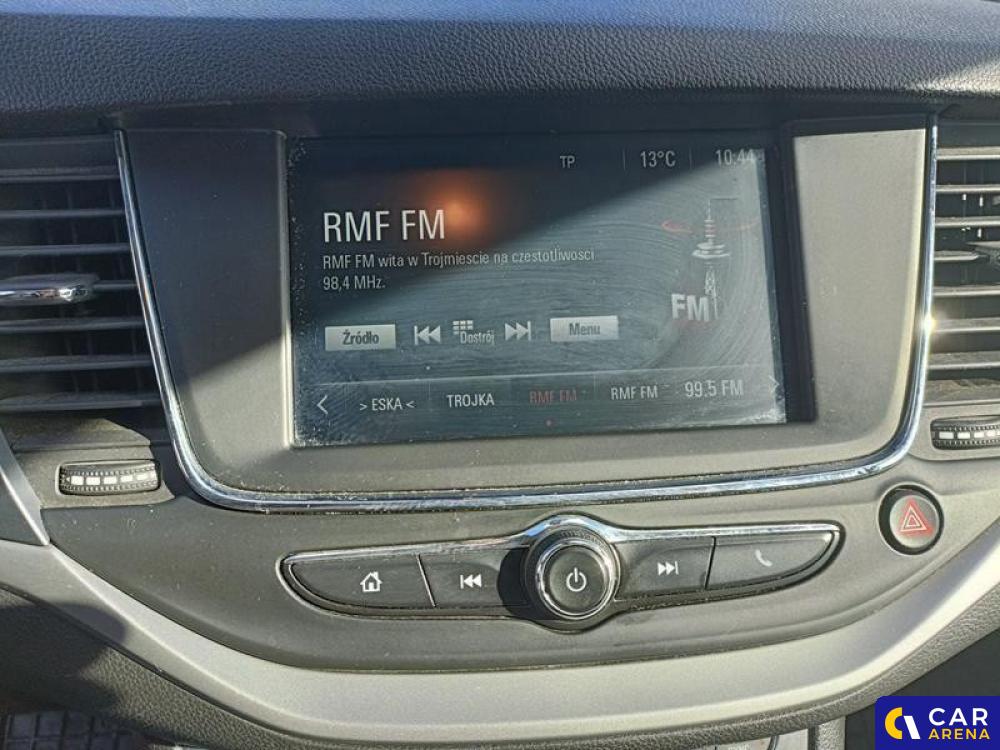 TP 13°C 10:44
RMF FM
RMF FM wita w Trojmiescie na czestotliwosci
98,4 MHz.
FM
Źródło Dostrój Menu
> ESKA < TROJKA RMF FM RMF FM 99.5 FM
CAR
ARENA